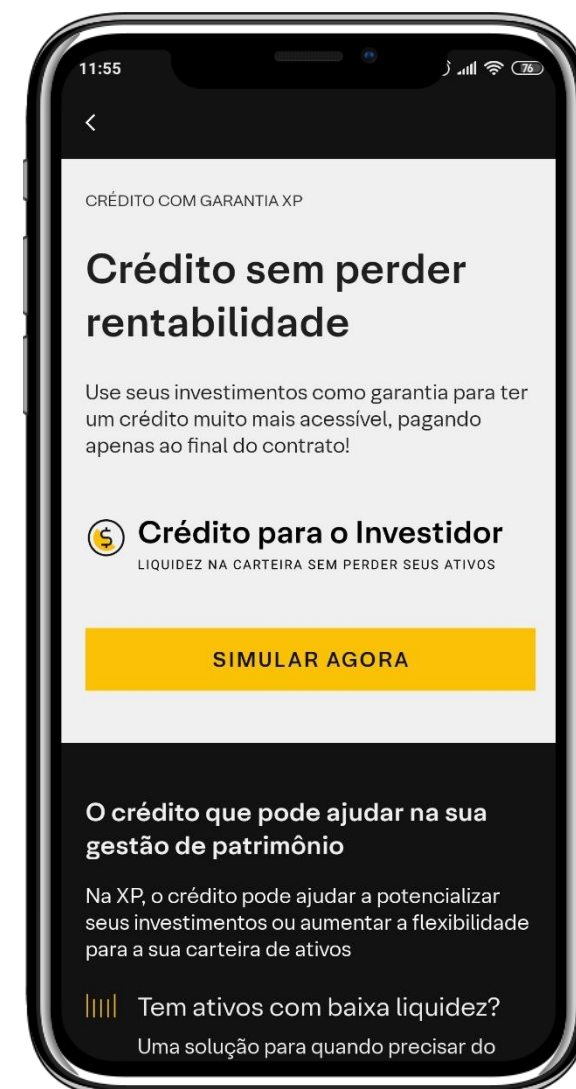 11:55
76
CRÉDITO COM GARANTIA XP
Crédito sem perder
rentabilidade
Use seus investimentos como garantia para ter
um crédito muito mais acessível, pagando
apenas ao final do contrato!
Crédito para o Investidor
LIQUIDEZ NA CARTEIRA SEM PERDER SEUS ATIVOS
SIMULAR AGORA
O crédito que pode ajudar na sua
gestão de patrimônio
Na XP, o crédito pode ajudar a potencializar
seus investimentos ou aumentar a flexibilidade
para a sua carteira de ativos
Tem ativos com baixa liquidez?
Uma solução para quando precisar do